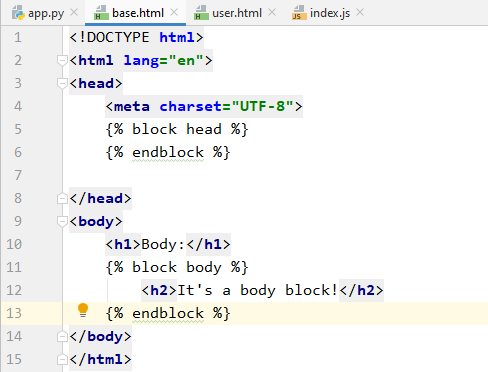 app.py base.html user.html index.js
1 <!DOCTYPE html>
2 <html lang="en">
3 <head>
4 <meta charset="UTF-8">
5 {% block head %}
6 {% endblock %}
7
8 </head>
9 <body>
10 <h1>Body:</h1>
11 {% block body %}
12 <h2>It's a body block!</h2>
13 {% endblock %}
14 </body>
15 </html>